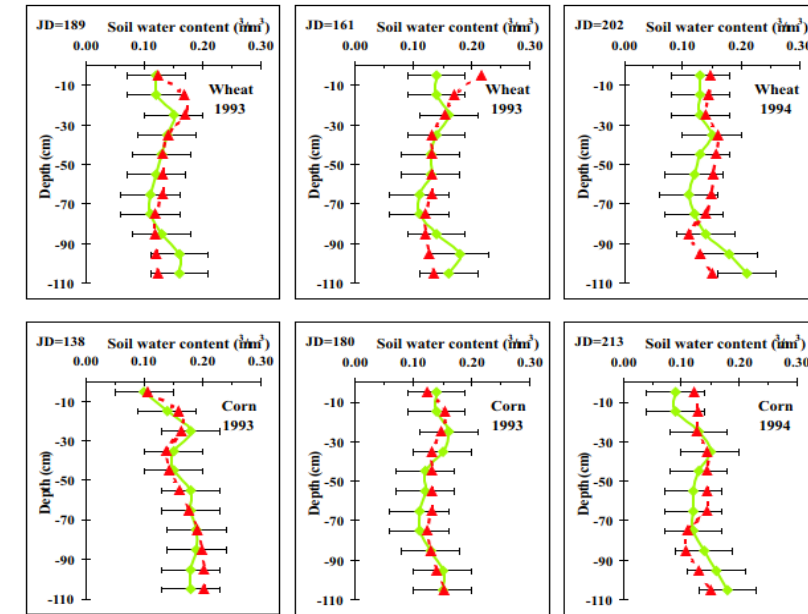 JD=189 Soil water content (m³/m³)
0.00 0.10 0.20 0.30
-10
-30
-50
-70
-90
-110
Depth (cm)
Wheat
1993
JD=161 Soil water content (m³/m³)
0.00 0.10 0.20 0.30
-10
-30
-50
-70
-90
-110
Depth (cm)
Wheat
1993
JD=202 Soil water content (m³/m³)
0.00 0.10 0.20 0.30
-10
-30
-50
-70
-90
-110
Depth (cm)
Wheat
1994
JD=138 Soil water content (m³/m³)
0.00 0.10 0.20 0.30
-10
-30
-50
-70
-90
-110
Depth (cm)
Corn
1993
JD=180 Soil water content (m³/m³)
0.00 0.10 0.20 0.30
-10
-30
-50
-70
-90
-110
Depth (cm)
Corn
1993
JD=213 Soil water content (m³/m³)
0.00 0.10 0.20 0.30
-10
-30
-50
-70
-90
-110
Depth (cm)
Corn
1994